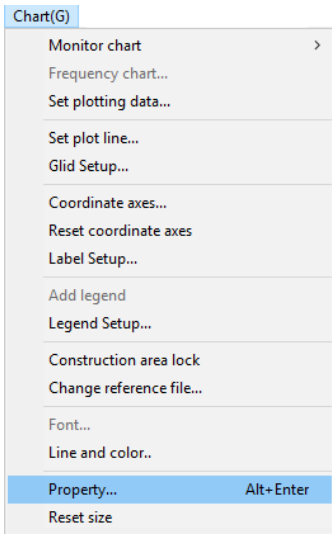 Chart(G)
Monitor chart >
Frequency chart...
Set plotting data...
Set plot line...
Glid Setup...
Coordinate axes...
Reset coordinate axes
Label Setup...
Add legend
Legend Setup...
Construction area lock
Change reference file...
Font...
Line and color..
Property... Alt+Enter
Reset size